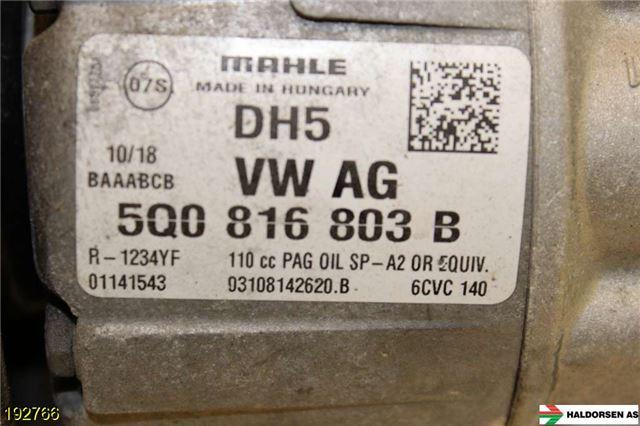 MAHLE
07S
MADE IN HUNGARY
DH5
10/18
BAAABCB
VW AG
5Q0 816 803 B
R-1234YF
110 cc PAG OIL SP-A2 OR EQUIV.
01141543
93108142620.B
6CVC 140
192766
HALDORSEN AS